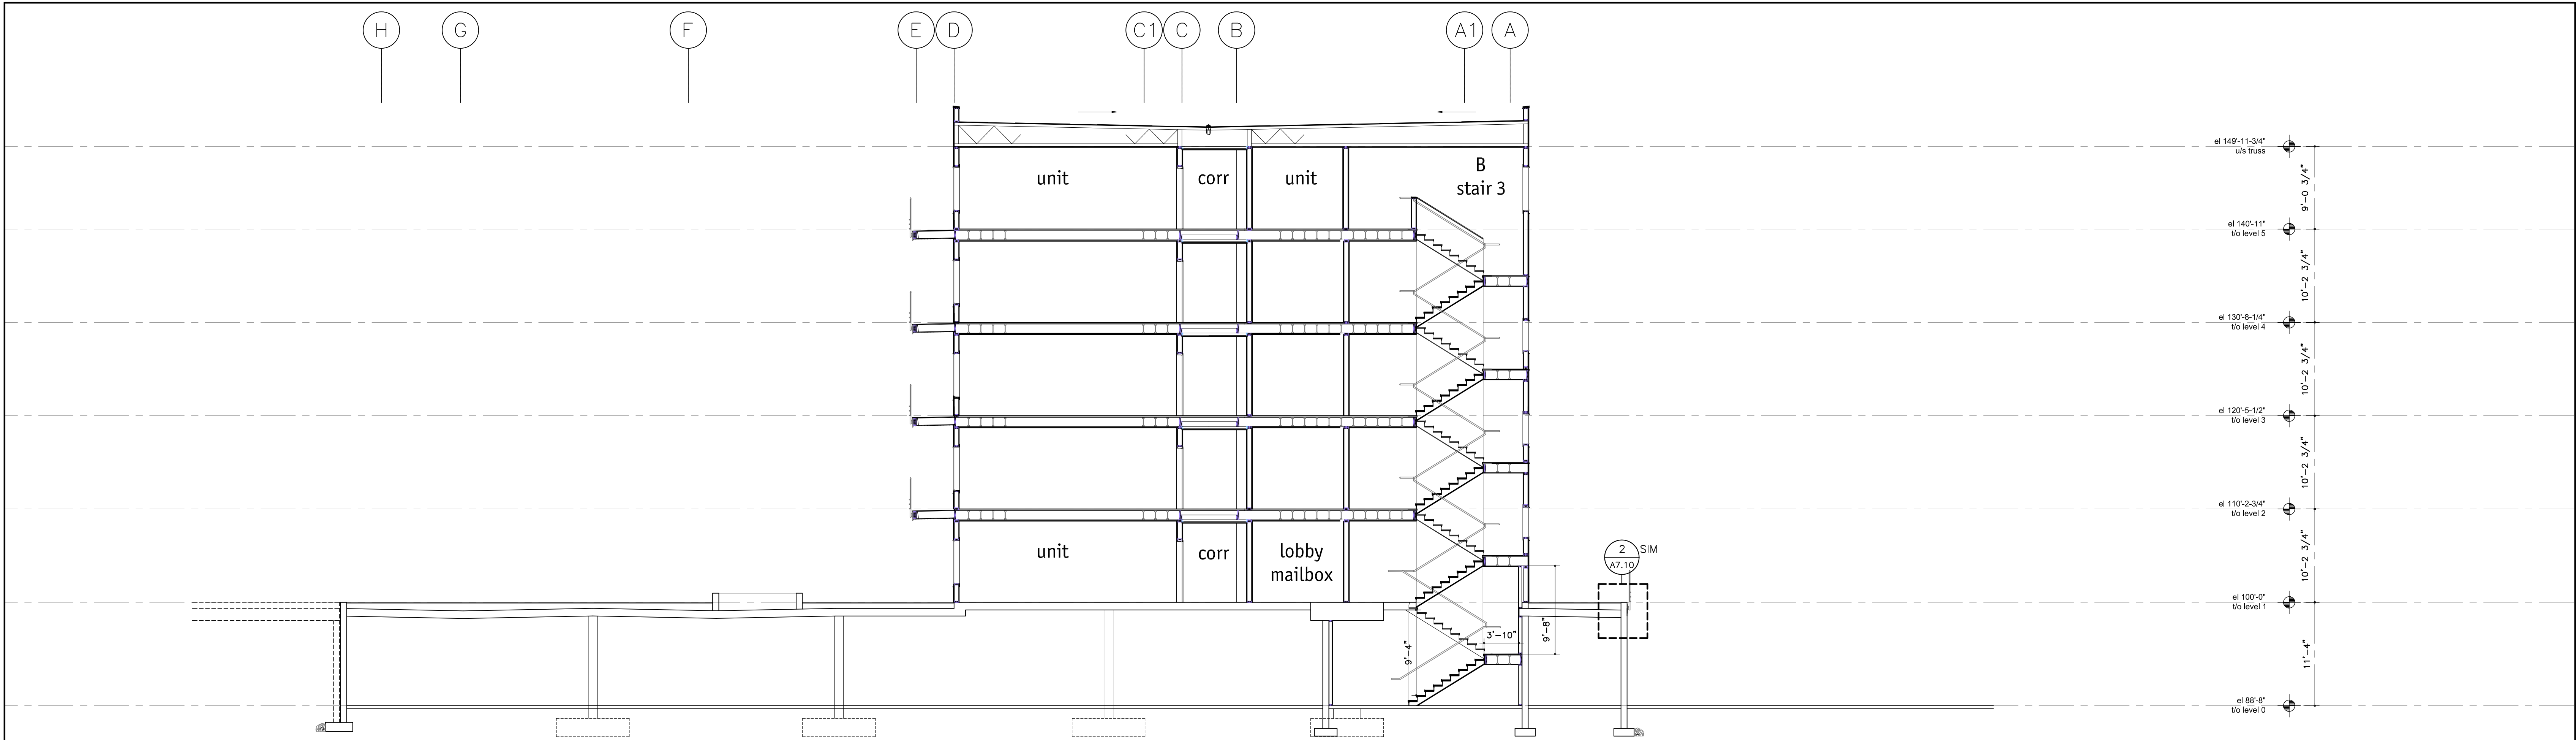 H G F E D C1 C B A1 A
el 149'-11-3/4"
u/s truss
unit corr unit
B
stair 3
9'-0 3/4"
el 140'-11"
t/o level 5
10'-2 3/4"
el 130'-8-1/4"
t/o level 4
10'-2 3/4"
el 120'-5-1/2"
t/o level 3
10'-2 3/4"
el 110'-2-3/4"
t/o level 2
unit corr lobby
mailbox
2 SIM
A7.10
10'-2 3/4"
el 100'-0"
t/o level 1
9'-4"
3'-10"
9'-8"
11'-4"
el 88'-8"
t/o level 0